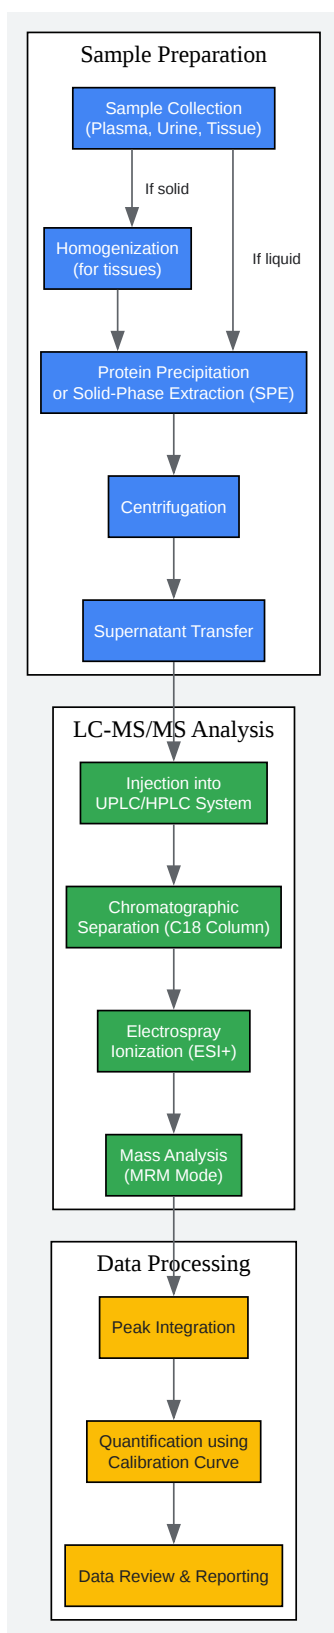 Sample Preparation
Sample Collection
(Plasma, Urine, Tissue)
If solid
Homogenization
(for tissues)
If liquid
Protein Precipitation
or Solid-Phase Extraction (SPE)
Centrifugation
Supernatant Transfer
LC-MS/MS Analysis
Injection into
UPLC/HPLC System
Chromatographic
Separation (C18 Column)
Electrospray
Ionization (ESI+)
Mass Analysis
(MRM Mode)
Data Processing
Peak Integration
Quantification using
Calibration Curve
Data Review & Reporting